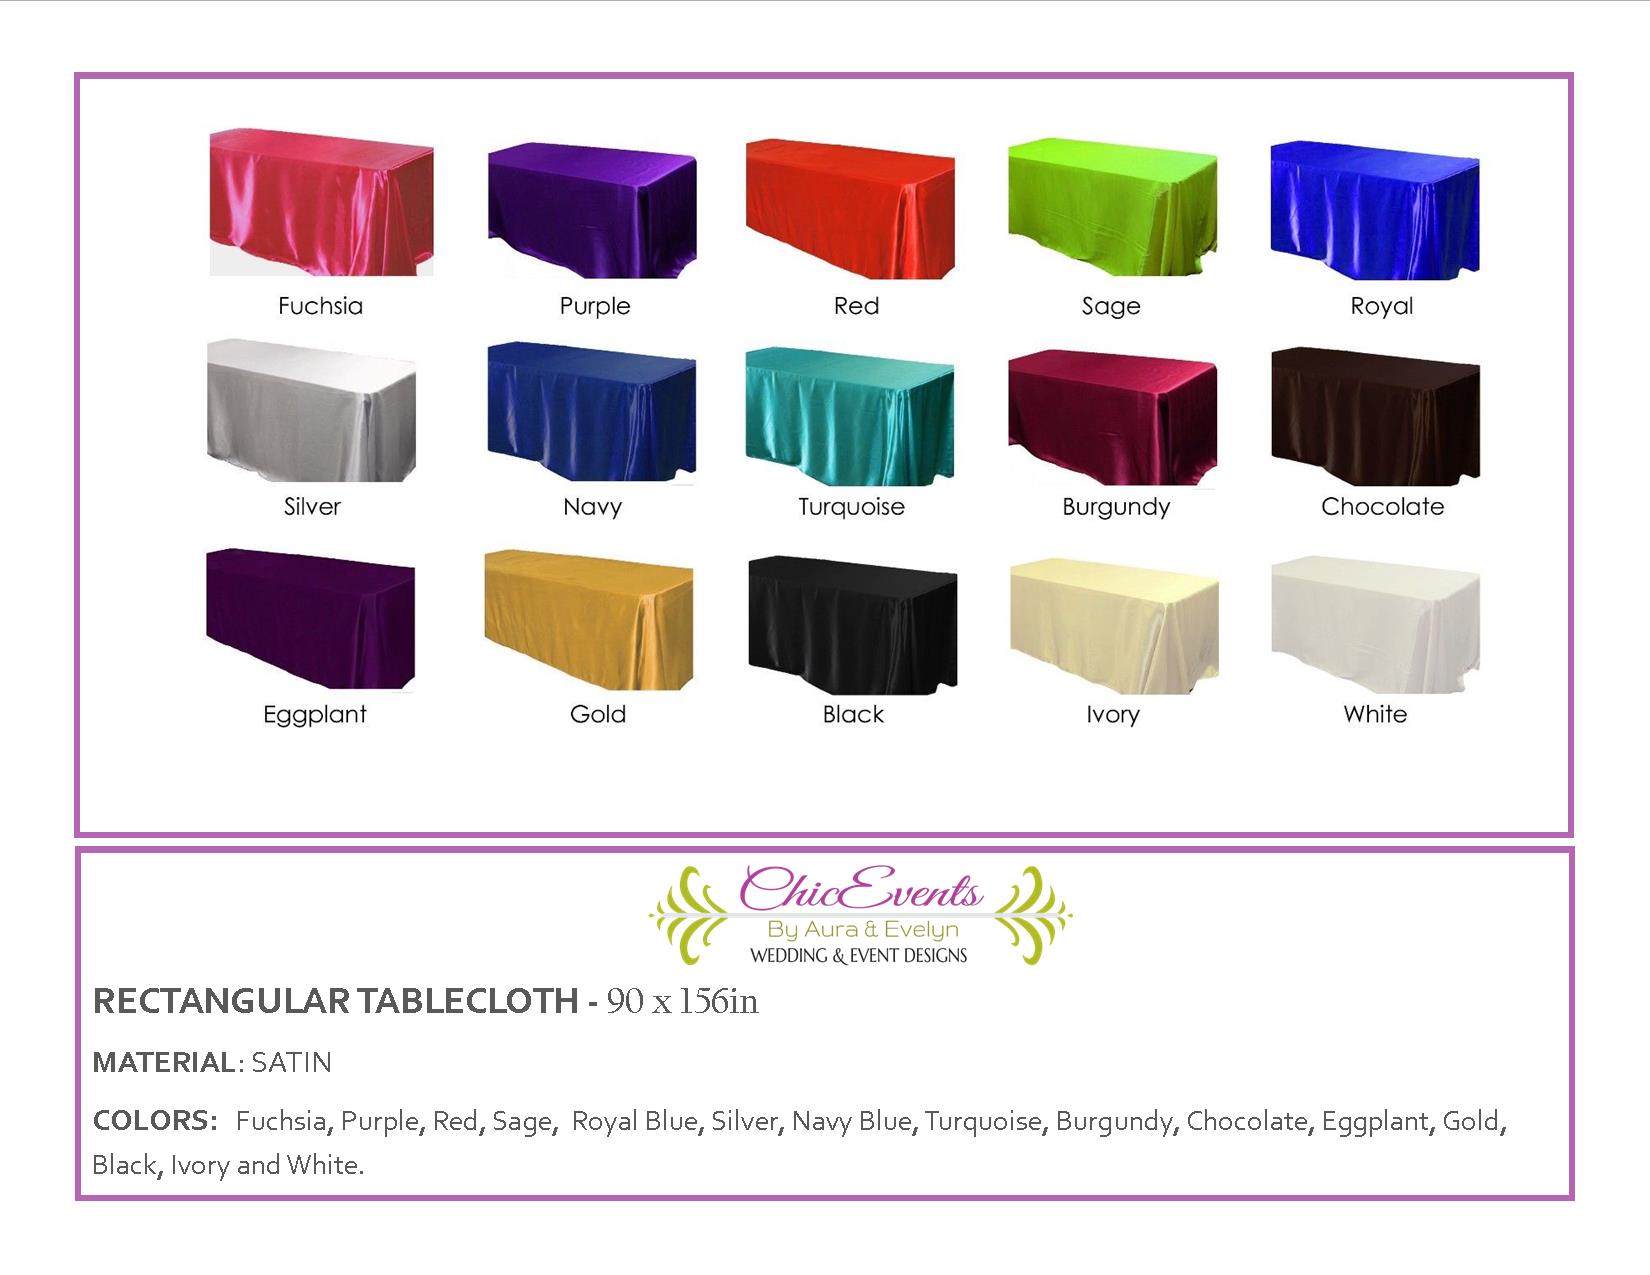 Fuchsia Purple Red Sage Royal
Silver Navy Turquoise Burgundy Chocolate
Eggplant Gold Black Ivory White
ChicEvents
By Aura & Evelyn
WEDDING & EVENT DESIGNS
RECTANGULAR TABLECLOTH - 90 x 156in
MATERIAL: SATIN
COLORS: Fuchsia, Purple, Red, Sage, Royal Blue, Silver, Navy Blue, Turquoise, Burgundy, Chocolate, Eggplant, Gold,
Black, Ivory and White.